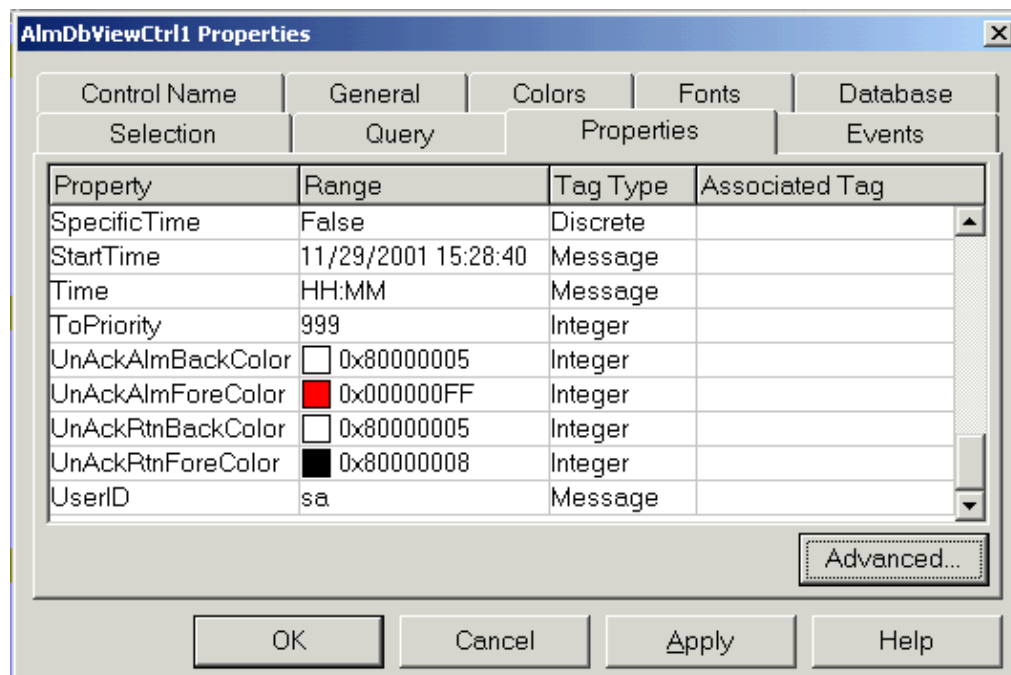 AlmDbViewCtrl1 Properties
Control Name General Colors Fonts Database
Selection Query Properties Events
Property Range Tag Type Associated Tag
SpecificTime False Discrete
StartTime 11/29/2001 15:28:40 Message
Time HH:MM Message
ToPriority 999 Integer
UnAckAlmBackColor 0x80000005 Integer
UnAckAlmForeColor 0x000000FF Integer
UnAckRtnBackColor 0x80000005 Integer
UnAckRtnForeColor 0x80000008 Integer
UserID sa Message
Advanced...
OK Cancel Apply Help